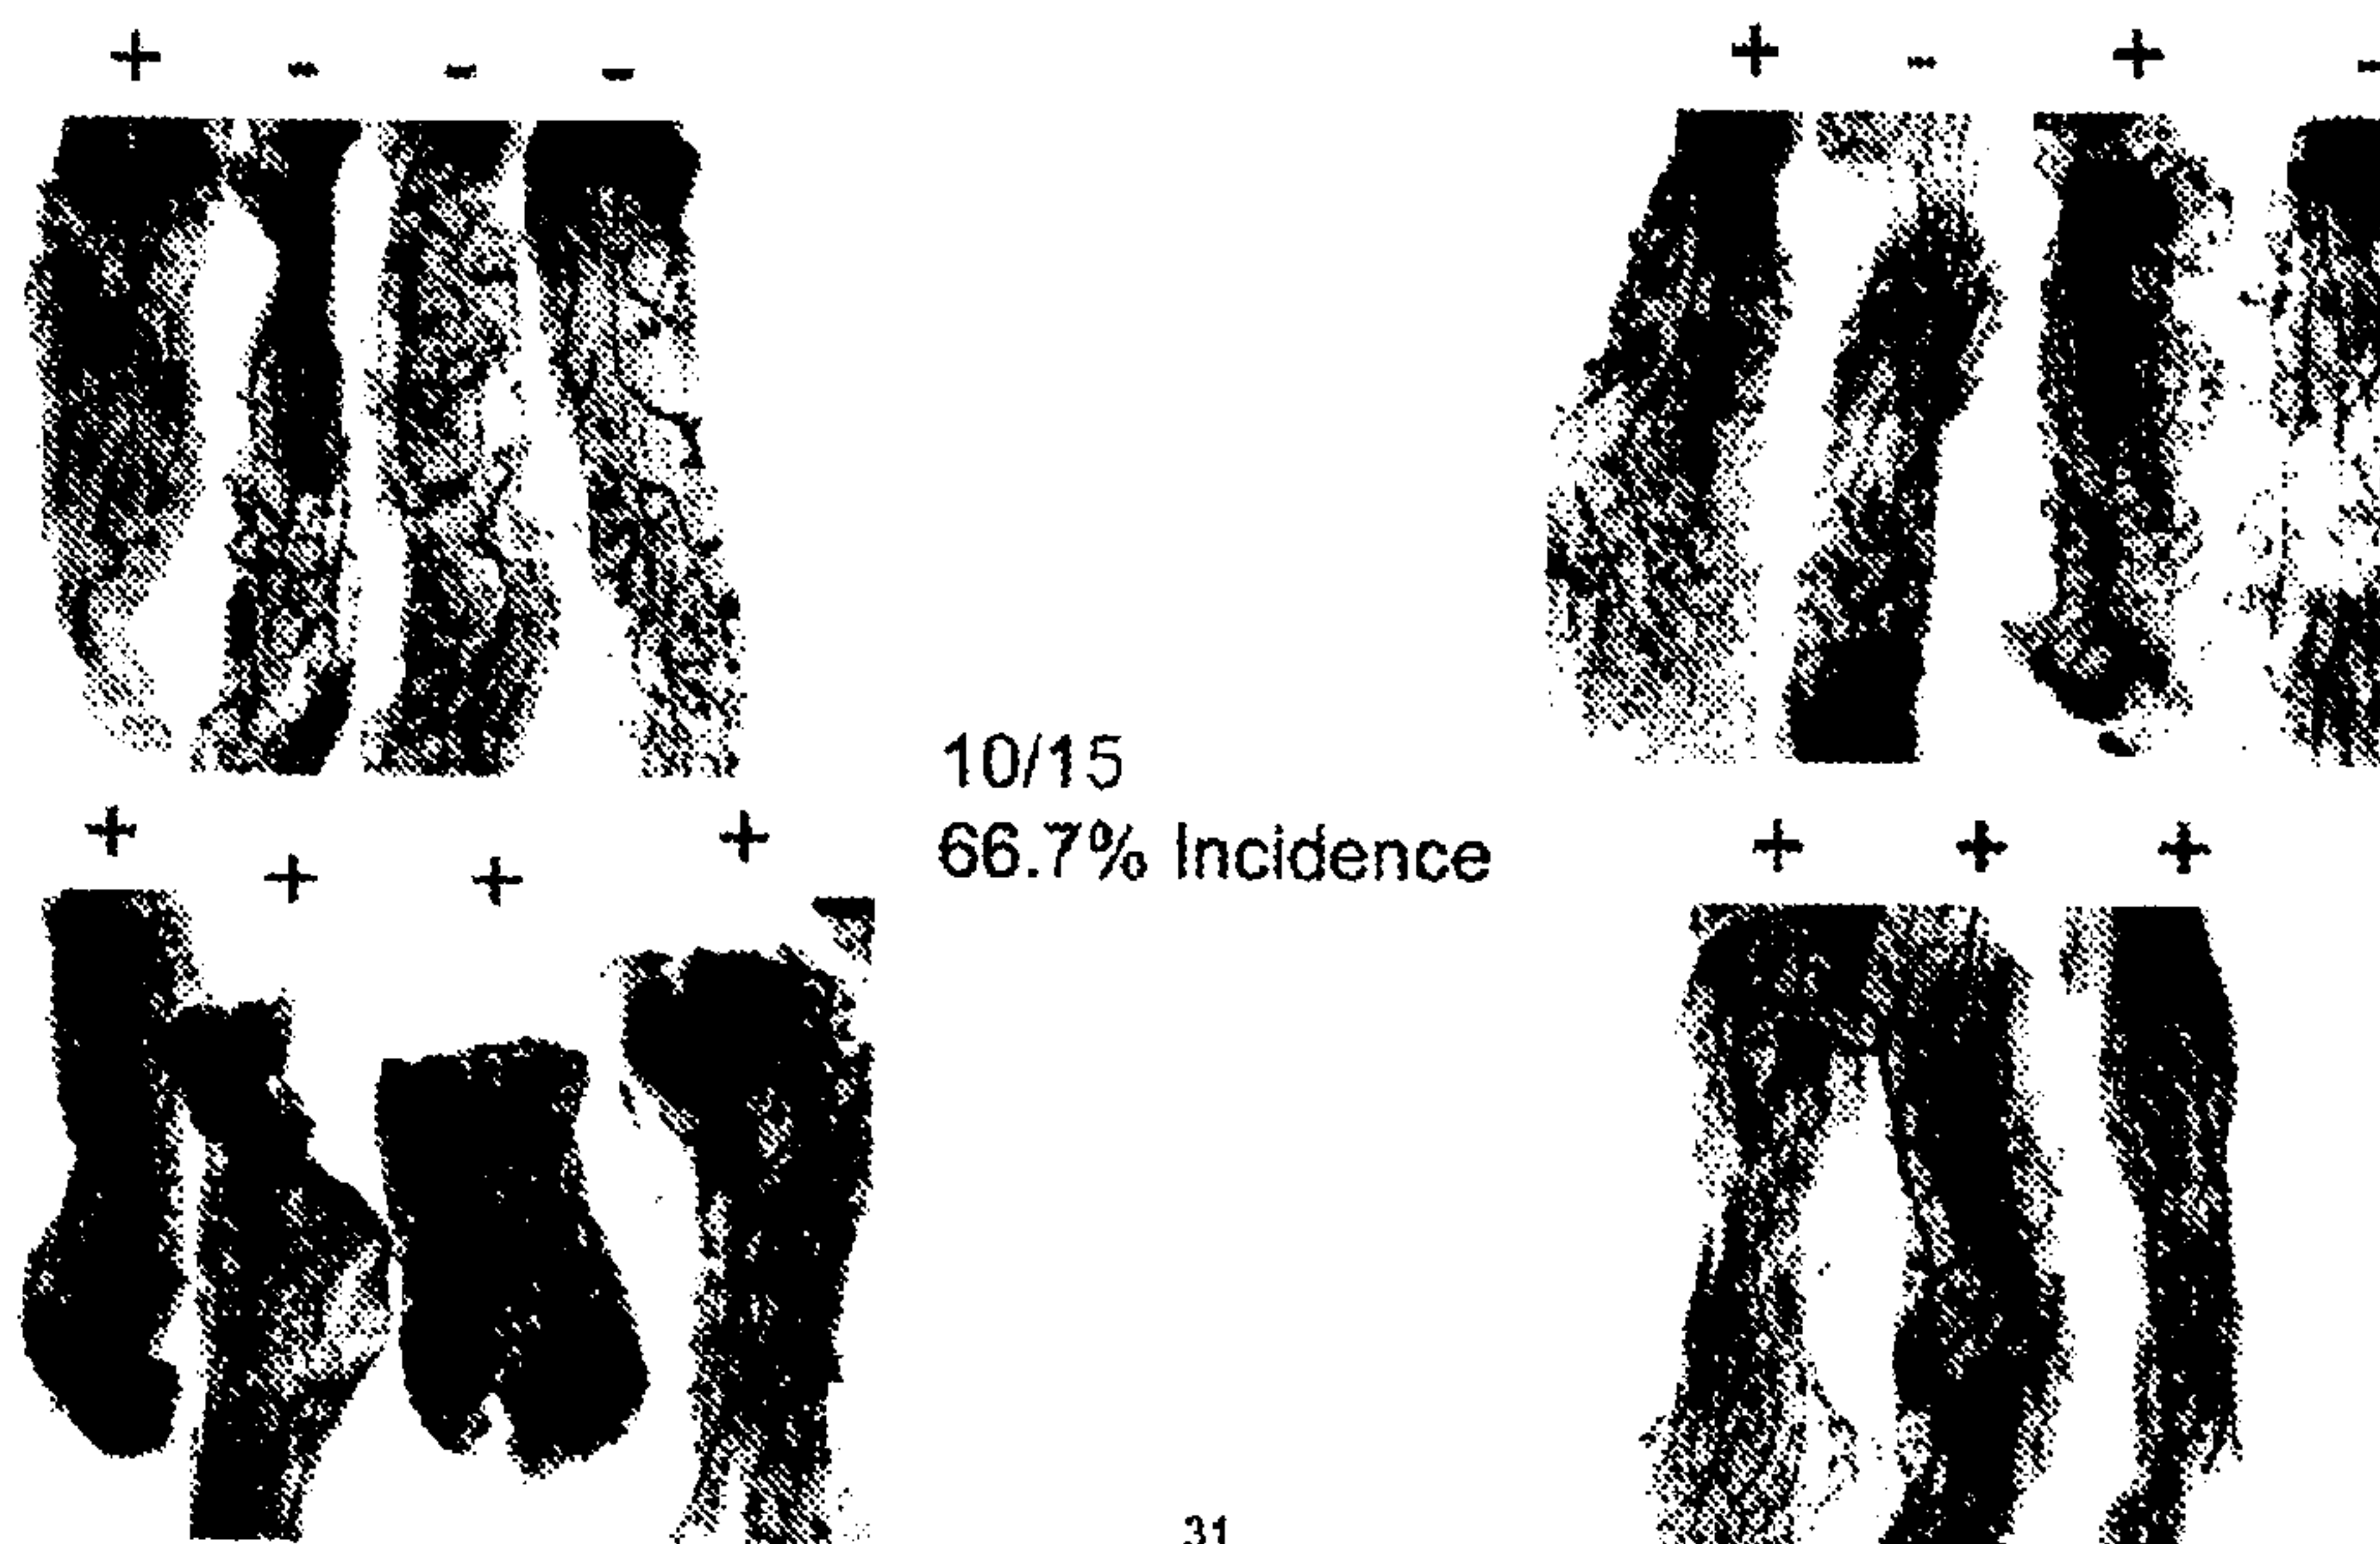 + - - -
+ - + -
10/15
66.7% Incidence
+ + + +
+ + +
31